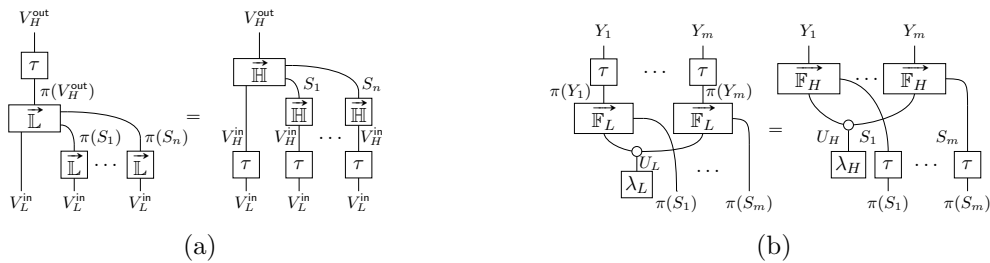 V_H^out V_H^out Y_1 Y_m Y_1 Y_m
τ τ ⋯ τ 𝔽_H→ ⋯ 𝔽_H→
π(V_H^out) ℍ→ S_1 S_n π(Y_1) π(Y_m)
𝕃→ = ℍ→ ℍ→ 𝔽_L→ 𝔽_L→ =
π(S_1) π(S_n) V_H^in V_H^in ⋯ V_H^in U_H S_1 S_m
𝕃→ ⋯ 𝕃→ τ τ τ U_L λ_H τ ⋯ τ
λ_L ⋯
V_L^in V_L^in V_L^in V_L^in V_L^in V_L^in π(S_1) π(S_m) π(S_1) π(S_m)
(a) (b)